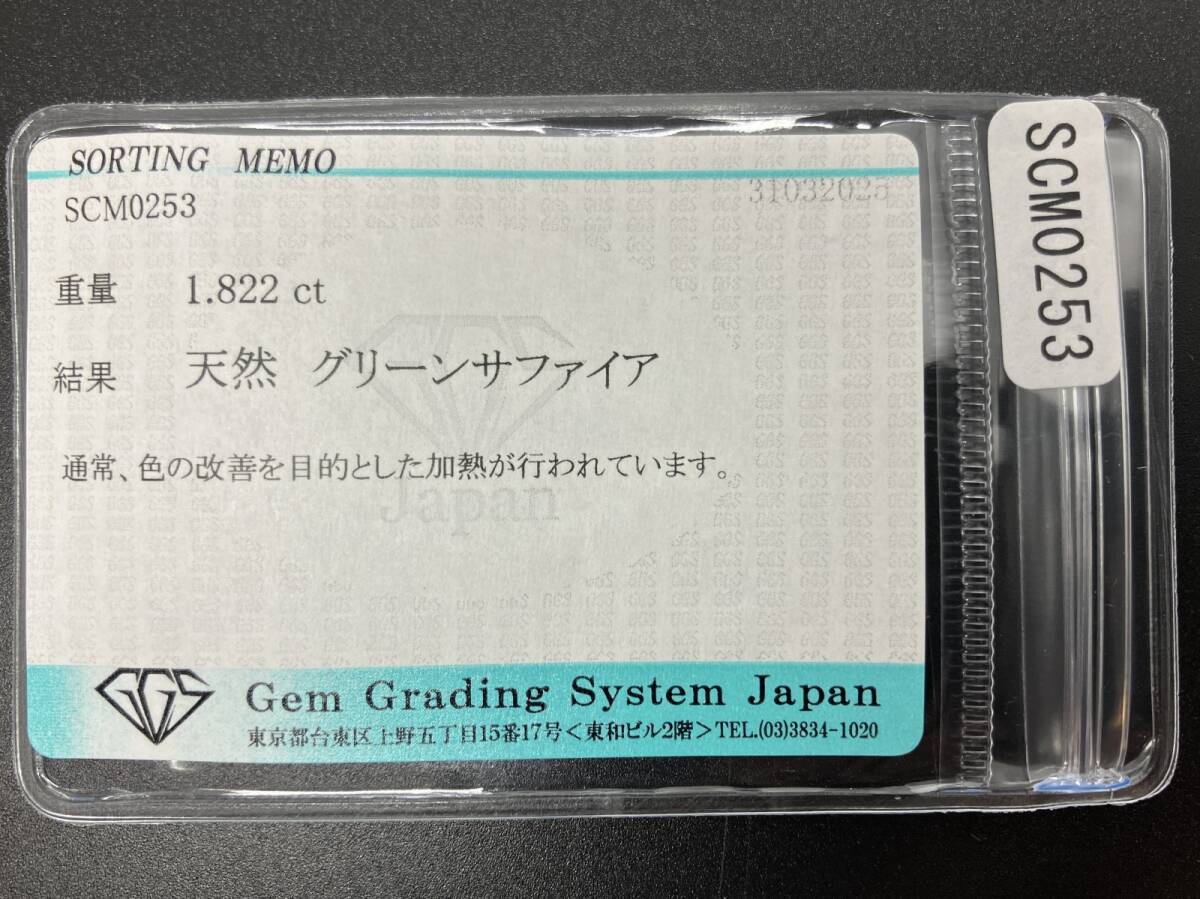 SORTING MEMO
SCM0253
31032025
重量 1.822 ct
結果 天然 グリーンサファイア
通常、色の改善を目的とした加熱が行われています。
Japan
GGS
Gem Grading System Japan
東京都台東区上野五丁目15番17号<東和ビル2階>TEL.(03)3834-1020
SCM0253